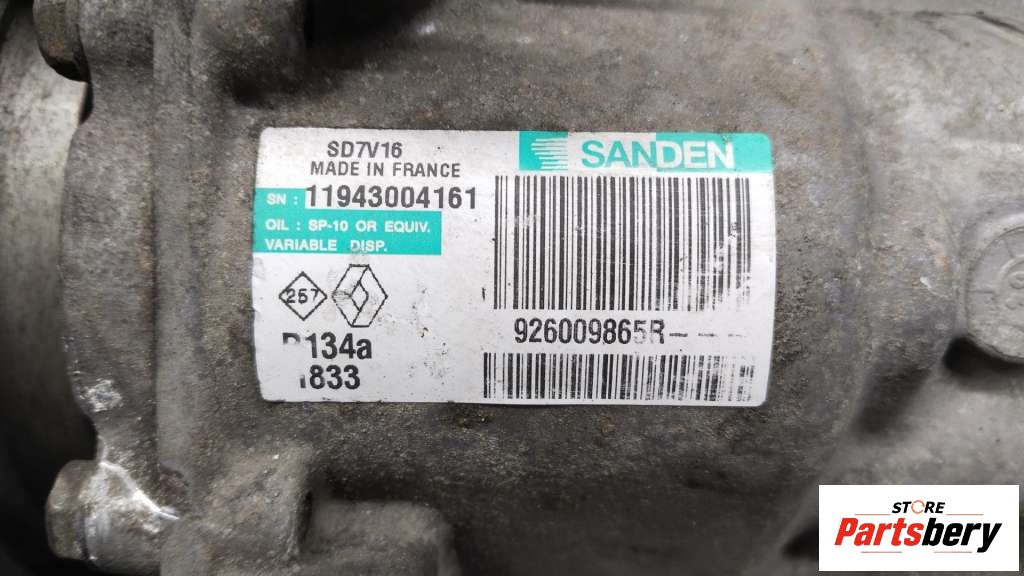 SD7V16
MADE IN FRANCE
SANDEN
SN : 11943004161
OIL : SP-10 OR EQUIV.
VARIABLE DISP.
257
R134a
1833
926009865R----
STORE
Partsbery